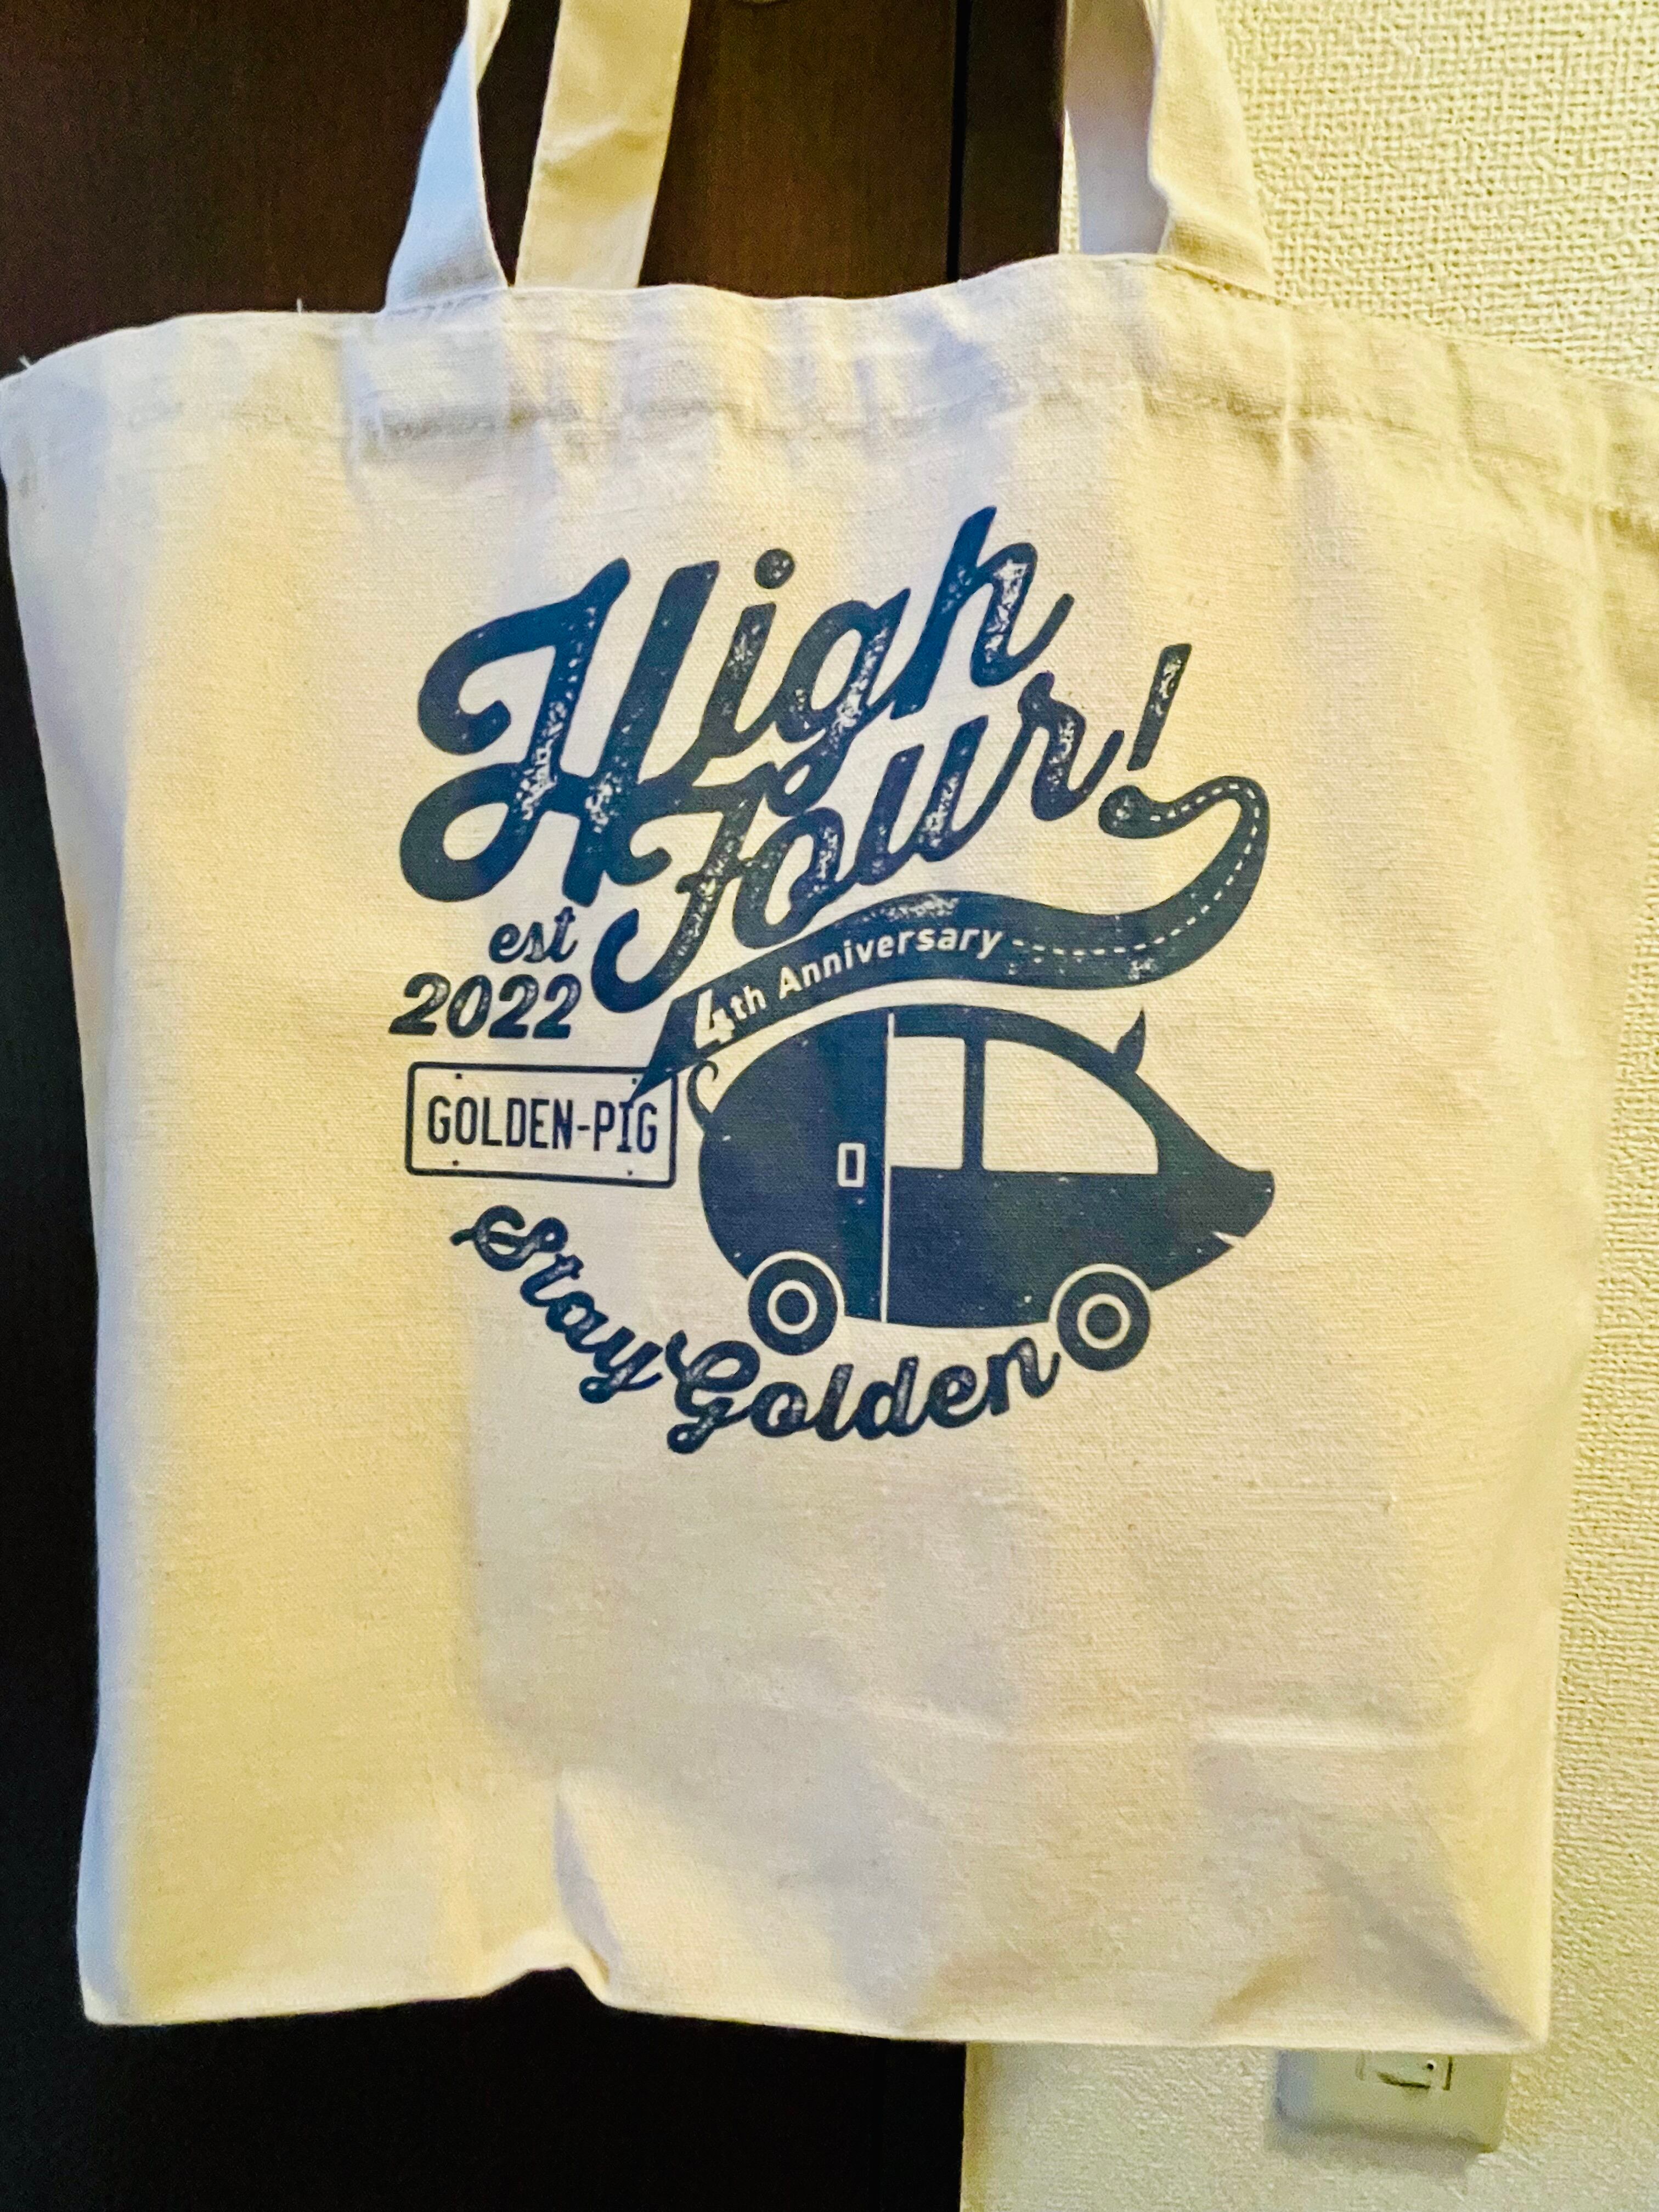 High
Four!
4th Anniversary
est
2022
GOLDEN-PIG
Stay Golden